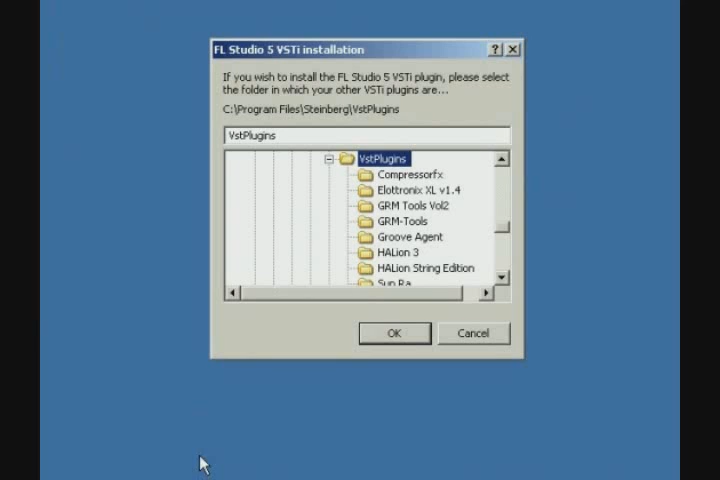 FL Studio 5 VSTi installation
If you wish to install the FL Studio 5 VSTi plugin, please select
the folder in which your other VSTi plugins are...
C:\Program Files\Steinberg\VstPlugins
VstPlugins
VstPlugins
Compressorfx
Elottronix XL v1.4
GRM Tools Vol2
GRM-Tools
Groove Agent
HALion 3
HALion String Edition
Sun Ra
OK Cancel